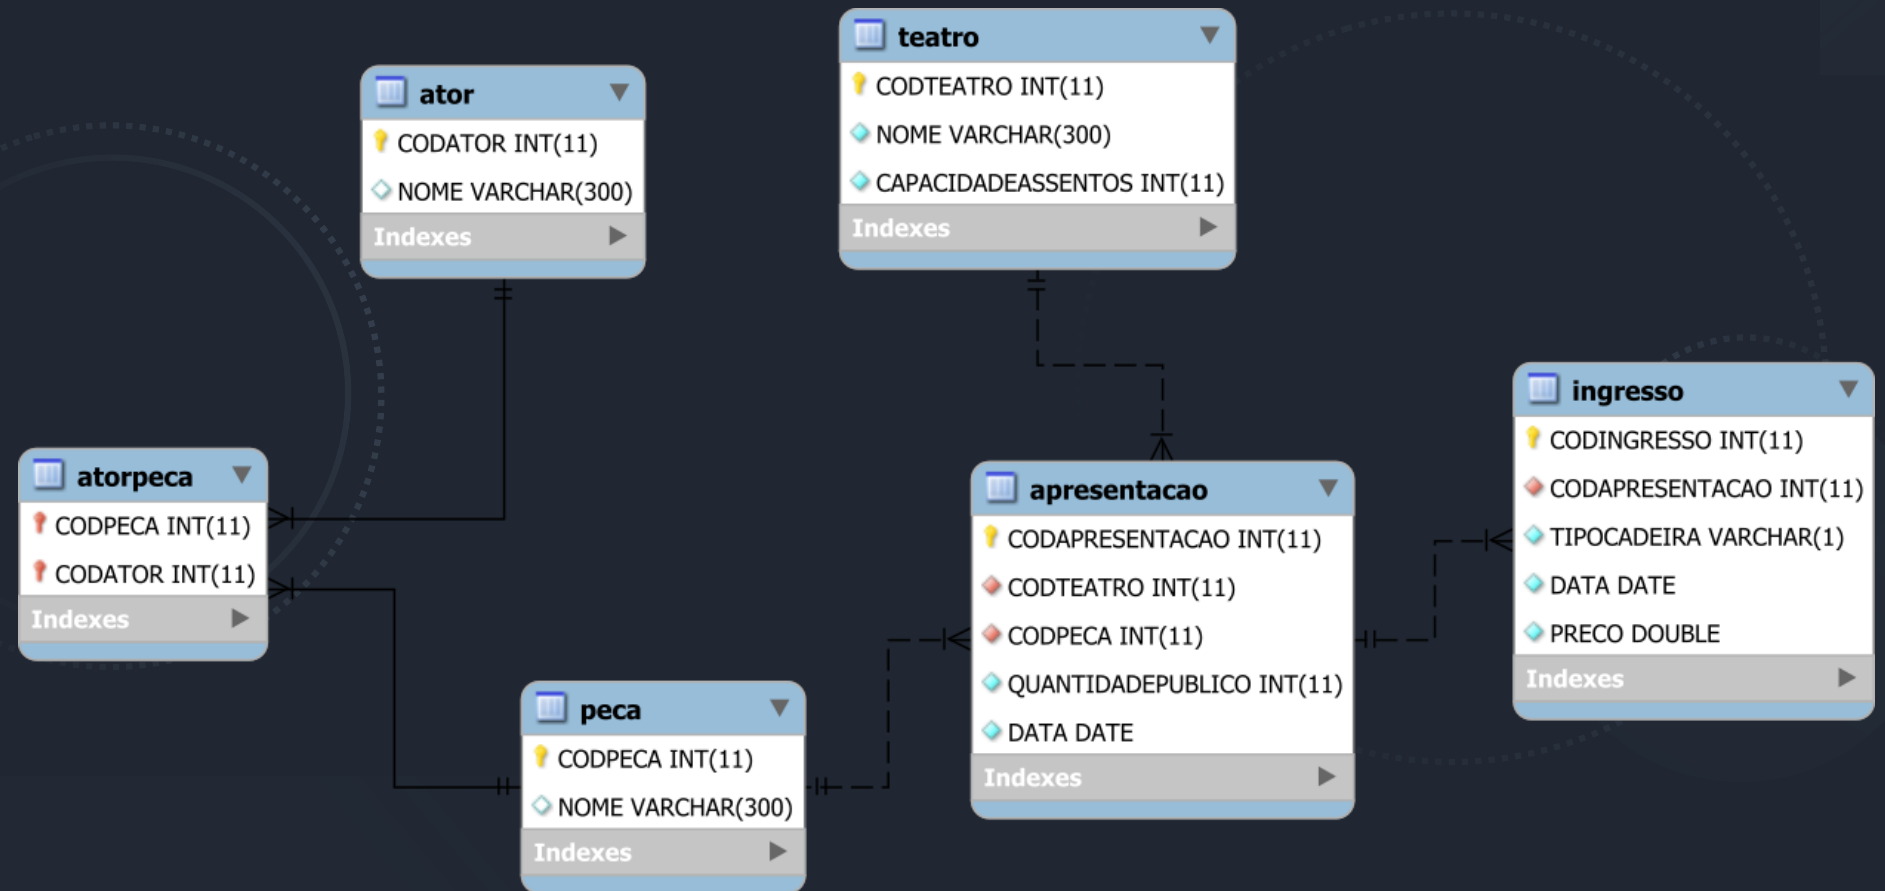 ator
CODATOR INT(11)
NOME VARCHAR(300)
Indexes
teatro
CODTEATRO INT(11)
NOME VARCHAR(300)
CAPACIDADEASSENTOS INT(11)
Indexes
atorpeca
CODPECA INT(11)
CODATOR INT(11)
Indexes
peca
CODPECA INT(11)
NOME VARCHAR(300)
Indexes
apresentacao
CODAPRESENTACAO INT(11)
CODTEATRO INT(11)
CODPECA INT(11)
QUANTIDADEPUBLICO INT(11)
DATA DATE
Indexes
ingresso
CODINGRESSO INT(11)
CODAPRESENTACAO INT(11)
TIPOCADEIRA VARCHAR(1)
DATA DATE
PRECO DOUBLE
Indexes